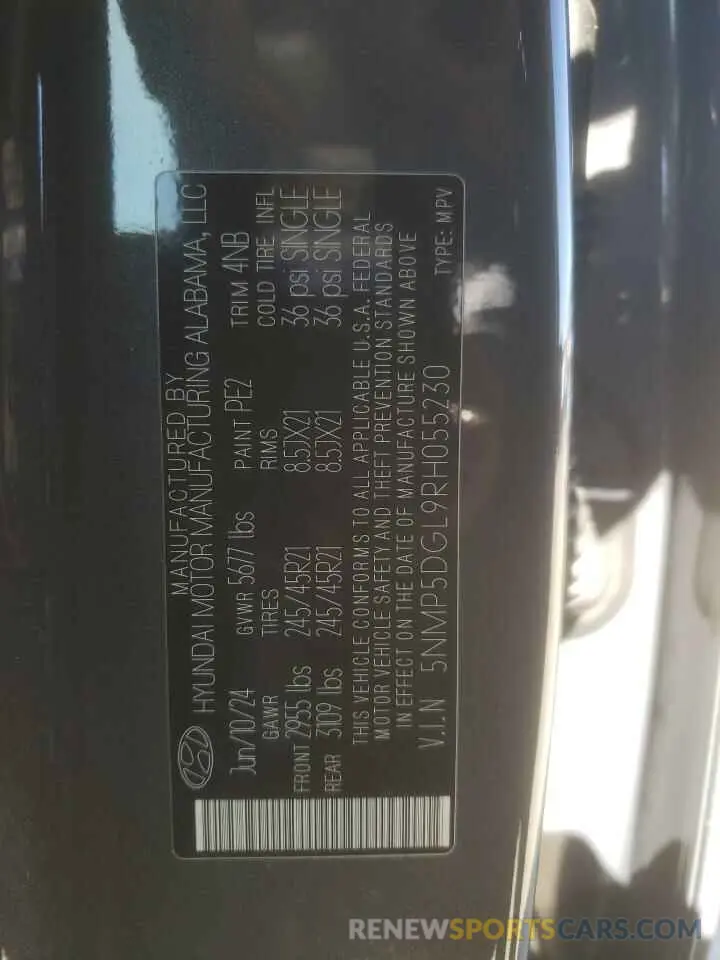 MANUFACTURED BY
HYUNDAI MOTOR MANUFACTURING ALABAMA, LLC
Jun/10/24 GVWR 5677 lbs PAINT PE2 TRIM 4NB
GAWR TIRES RIMS COLD TIRE INFL
FRONT 2955 lbs 245/45R21 8.5JX21 36 psi SINGLE
REAR 3109 lbs 245/45R21 8.5JX21 36 psi SINGLE
THIS VEHICLE CONFORMS TO ALL APPLICABLE U.S.A. FEDERAL
MOTOR VEHICLE SAFETY AND THEFT PREVENTION STANDARDS
IN EFFECT ON THE DATE OF MANUFACTURE SHOWN ABOVE
V.I.N 5NMP5DGL9RH055230 TYPE: MPV
RENEWSPORTSCARS.COM